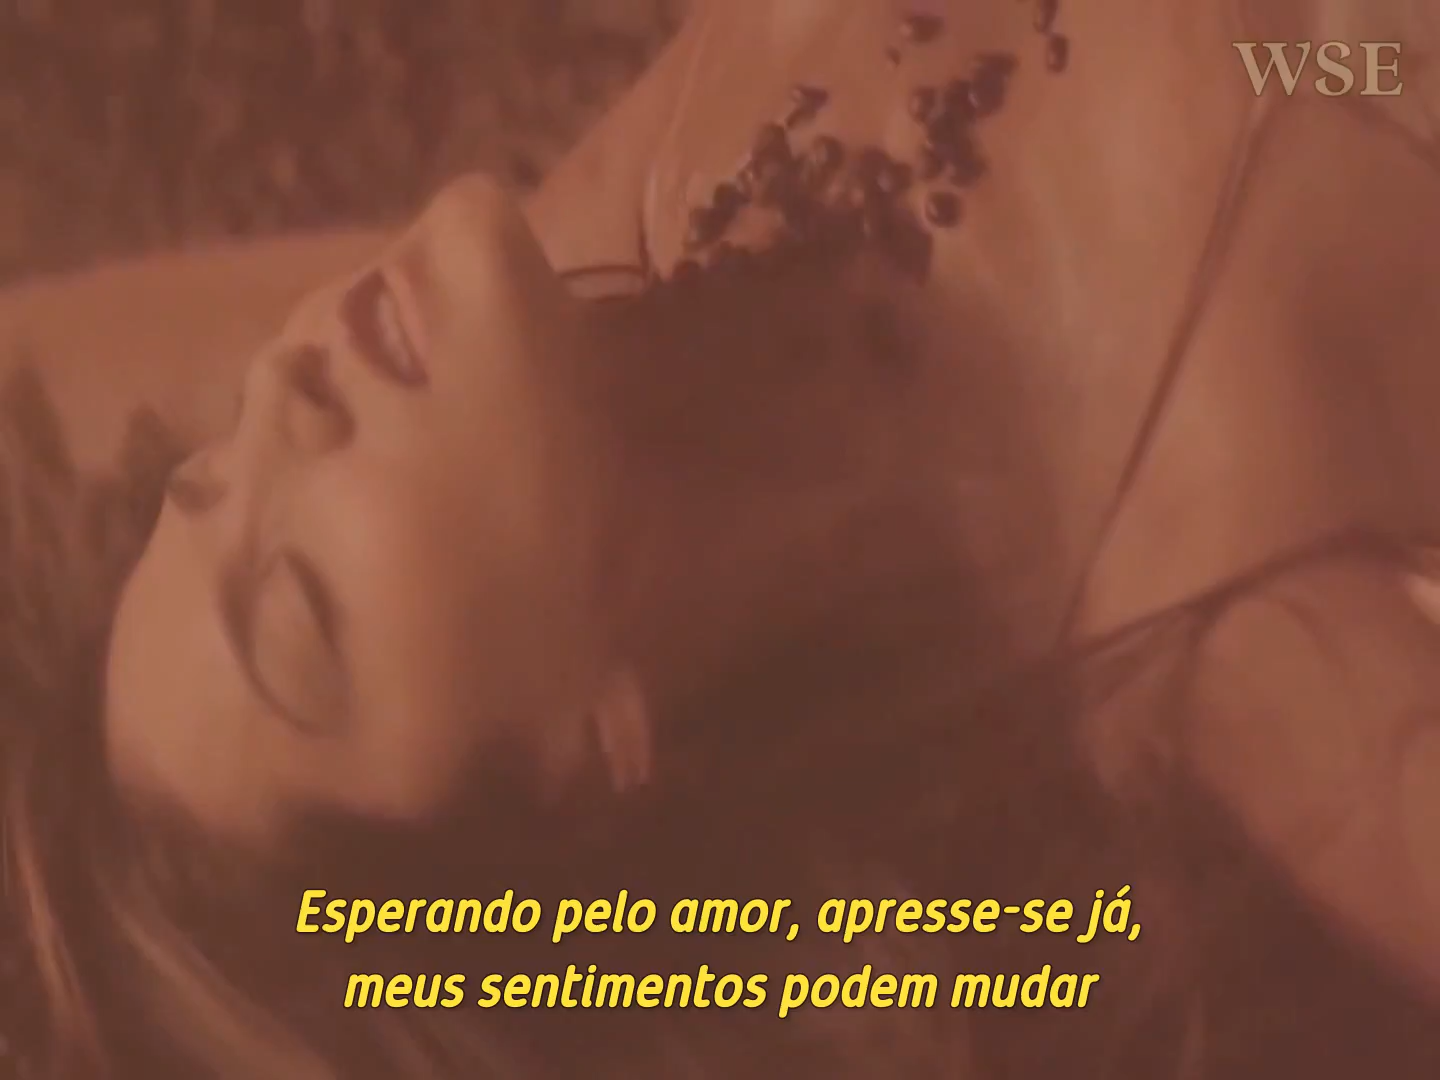 WSE
Esperando pelo amor, apresse-se já,
meus sentimentos podem mudar